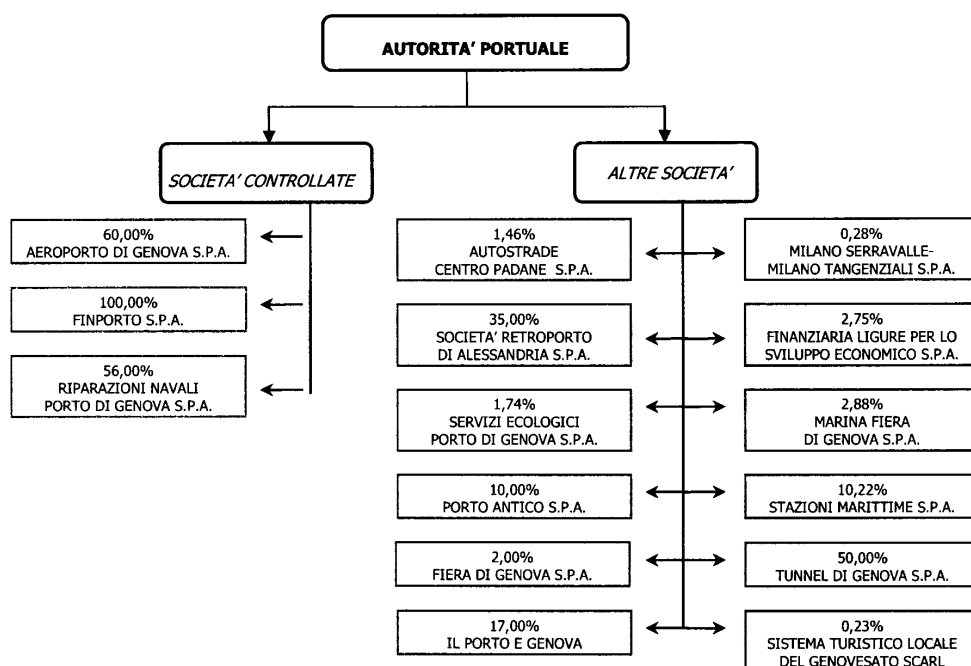 AUTORITA’ PORTUALE
SOCIETA’ CONTROLLATE
60,00%
AEROPORTO DI GENOVA S.P.A.
100,00%
FINPORTO S.P.A.
56,00%
RIPARAZIONI NAVALI
PORTO DI GENOVA S.P.A.
ALTRE SOCIETA’
1,46%
AUTOSTRADE
CENTRO PADANE S.P.A.
0,28%
MILANO SERRAVALLE-
MILANO TANGENZIALI S.P.A.
35,00%
SOCIETA’ RETROPORTO
DI ALESSANDRIA S.P.A.
2,75%
FINANZIARIA LIGURE PER LO
SVILUPPO ECONOMICO S.P.A.
1,74%
SERVIZI ECOLOGICI
PORTO DI GENOVA S.P.A.
2,88%
MARINA FIERA
DI GENOVA S.P.A.
10,00%
PORTO ANTICO S.P.A.
10,22%
STAZIONI MARITTIME S.P.A.
2,00%
FIERA DI GENOVA S.P.A.
50,00%
TUNNEL DI GENOVA S.P.A.
17,00%
IL PORTO E GENOVA
0,23%
SISTEMA TURISTICO LOCALE
DEL GENOVESATO SCARL